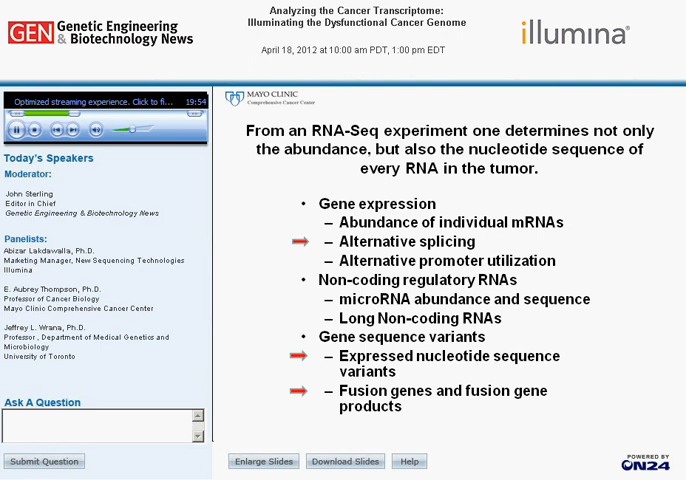 GEN Genetic Engineering
& Biotechnology News
Analyzing the Cancer Transcriptome:
Illuminating the Dysfunctional Cancer Genome
April 18, 2012 at 10:00 am PDT, 1:00 pm EDT
illumina®
Optimized streaming experience. Click to fi... 19:54
Today's Speakers
Moderator:
John Sterling
Editor in Chief
Genetic Engineering & Biotechnology News
Panelists:
Abizar Lakdawalla, Ph.D.
Marketing Manager, New Sequencing Technologies
Illumina
E. Aubrey Thompson, Ph.D.
Professor of Cancer Biology
Mayo Clinic Comprehensive Cancer Center
Jeffrey L. Wrana, Ph.D.
Professor , Department of Medical Genetics and
Microbiology
University of Toronto
Ask A Question
Submit Question
MAYO CLINIC
Comprehensive Cancer Center
From an RNA-Seq experiment one determines not only
the abundance, but also the nucleotide sequence of
every RNA in the tumor.
• Gene expression
– Abundance of individual mRNAs
– Alternative splicing
– Alternative promoter utilization
• Non-coding regulatory RNAs
– microRNA abundance and sequence
– Long Non-coding RNAs
• Gene sequence variants
– Expressed nucleotide sequence
variants
– Fusion genes and fusion gene
products
Enlarge Slides Download Slides Help
POWERED BY
ON24